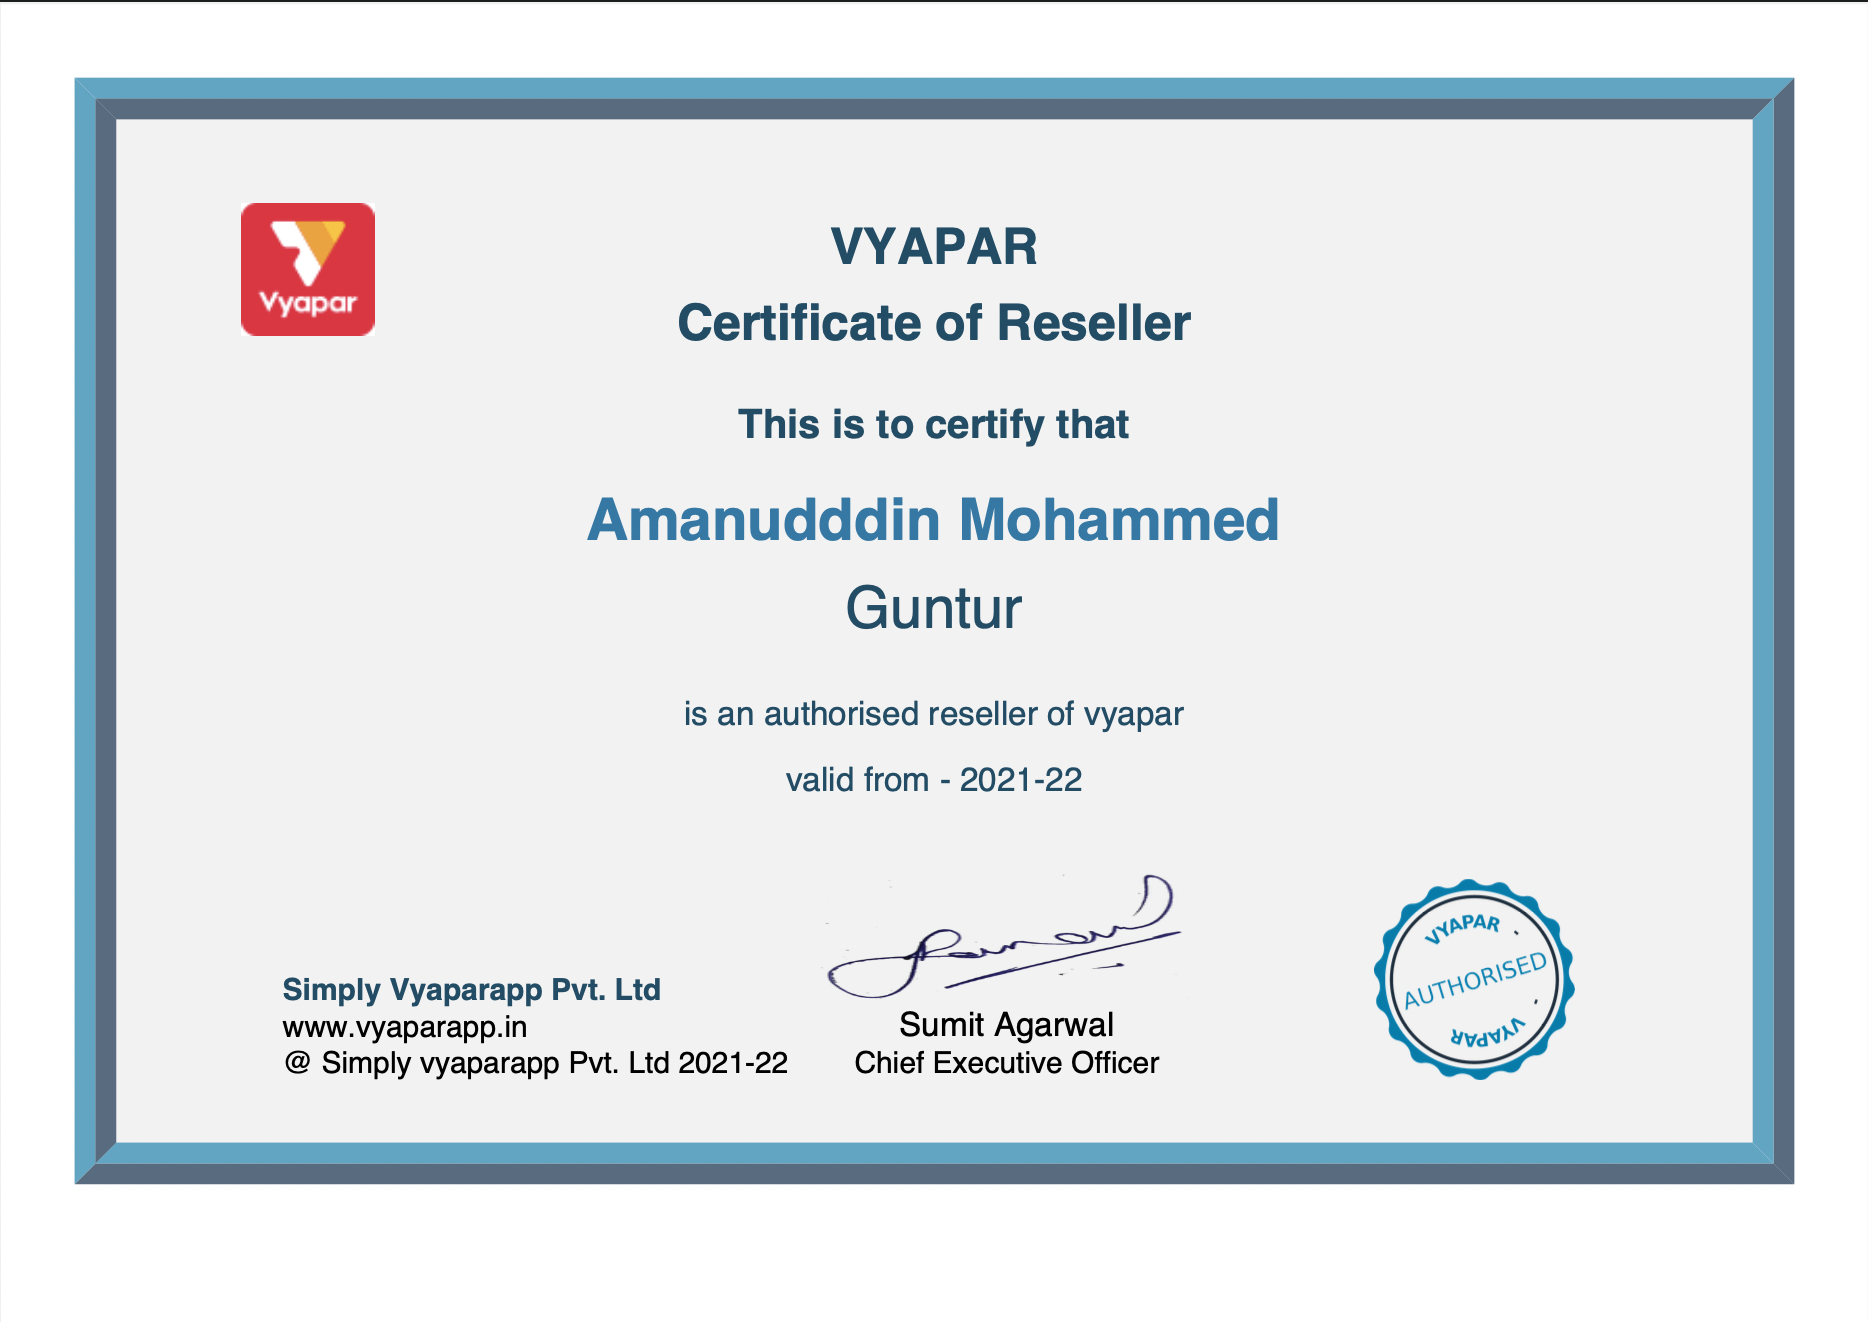 Vyapar
VYAPAR
Certificate of Reseller
This is to certify that
Amanudddin Mohammed
Guntur
is an authorised reseller of vyapar
valid from - 2021-22
Simply Vyaparapp Pvt. Ltd
www.vyaparapp.in
@ Simply vyaparapp Pvt. Ltd 2021-22
Sumit Agarwal
Chief Executive Officer
VYAPAR
AUTHORISED
VYAPAR